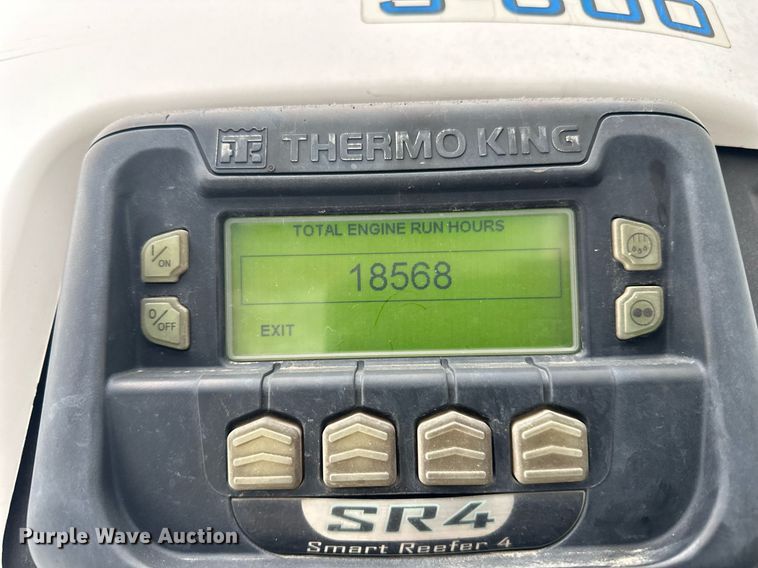 THERMO KING
TOTAL ENGINE RUN HOURS
18568
EXIT
I/ON
O/OFF
SR4
Smart Reefer 4
Purple Wave Auction